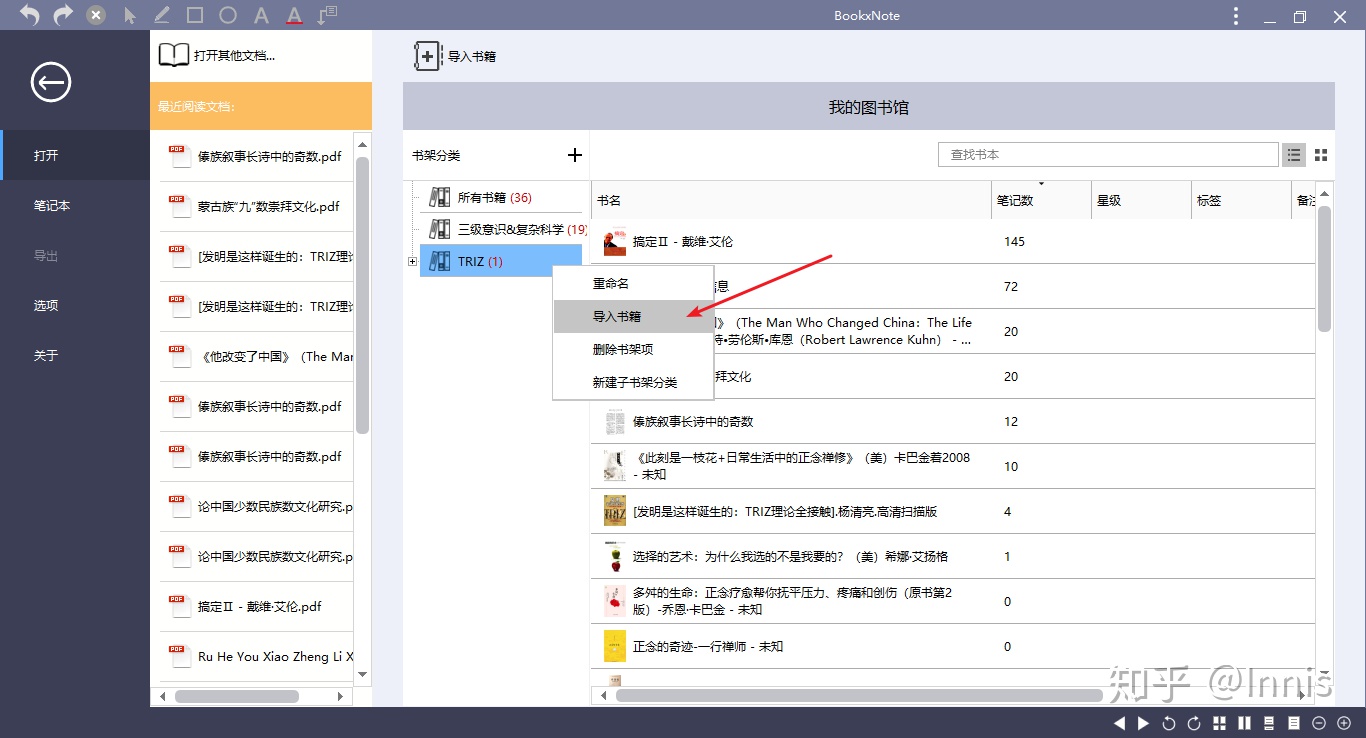 BookxNote
打开其他文档...
导入书籍
最近阅读文档:
我的图书馆
打开
笔记本
导出
选项
关于
傣族叙事长诗中的奇数.pdf
蒙古族“九”数崇拜文化.pdf
[发明是这样诞生的：TRIZ理
[发明是这样诞生的：TRIZ理
《他改变了中国》（The Mar
傣族叙事长诗中的奇数.pdf
傣族叙事长诗中的奇数.pdf
论中国少数民族数文化研究.p
论中国少数民族数文化研究.p
搞定Ⅱ - 戴维·艾伦.pdf
Ru He You Xiao Zheng Li X
书架分类
查找书本
所有书籍 (36)
三级意识&复杂科学 (19)
TRIZ (1)
重命名
导入书籍
删除书架项
新建子书架分类
书名 笔记数 星级 标签 备注
搞定Ⅱ - 戴维·艾伦 145
信息 72
》（The Man Who Changed China：The Life
特•劳伦斯•库恩（Robert Lawrence Kuhn） - ... 20
拜文化 20
傣族叙事长诗中的奇数 12
《此刻是一枝花+日常生活中的正念禅修》（美）卡巴金着2008
- 未知 10
[发明是这样诞生的：TRIZ理论全接触].杨清亮.高清扫描版 4
选择的艺术：为什么我选的不是我要的？（美）希娜·艾扬格 1
多舛的生命：正念疗愈帮你抚平压力、疼痛和创伤（原书第2
版）-乔恩·卡巴金 - 未知 0
正念的奇迹-一行禅师 - 未知 0
知乎 @Innis